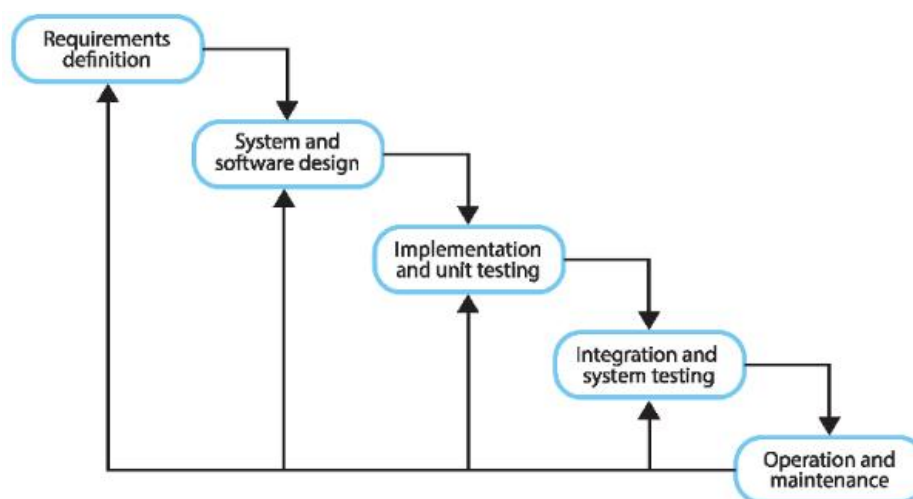 Requirements
definition
System and
software design
Implementation
and unit testing
Integration and
system testing
Operation and
maintenance